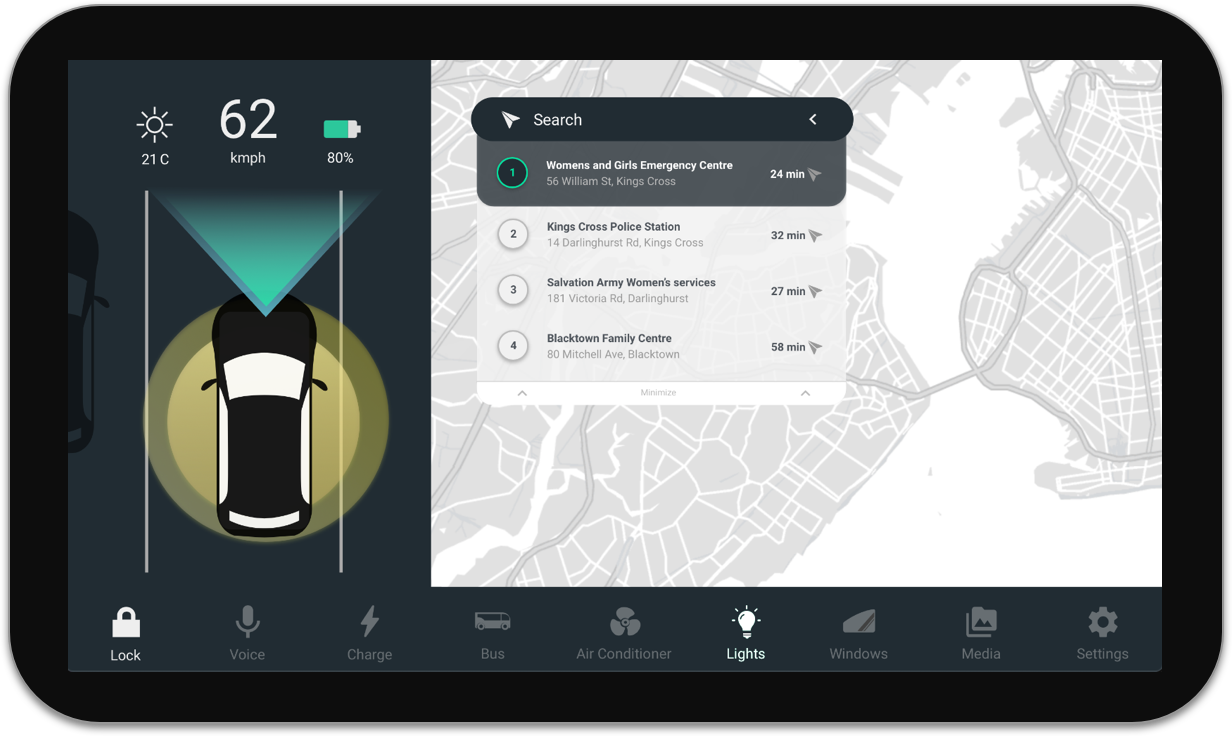 62
21 C
kmph
80%
Search
1
Womens and Girls Emergency Centre
56 William St, Kings Cross
24 min
2
Kings Cross Police Station
14 Darlinghurst Rd, Kings Cross
32 min
3
Salvation Army Women's services
181 Victoria Rd, Darlinghurst
27 min
4
Blacktown Family Centre
80 Mitchell Ave, Blacktown
58 min
Minimize
Lock
Voice
Charge
Bus
Air Conditioner
Lights
Windows
Media
Settings